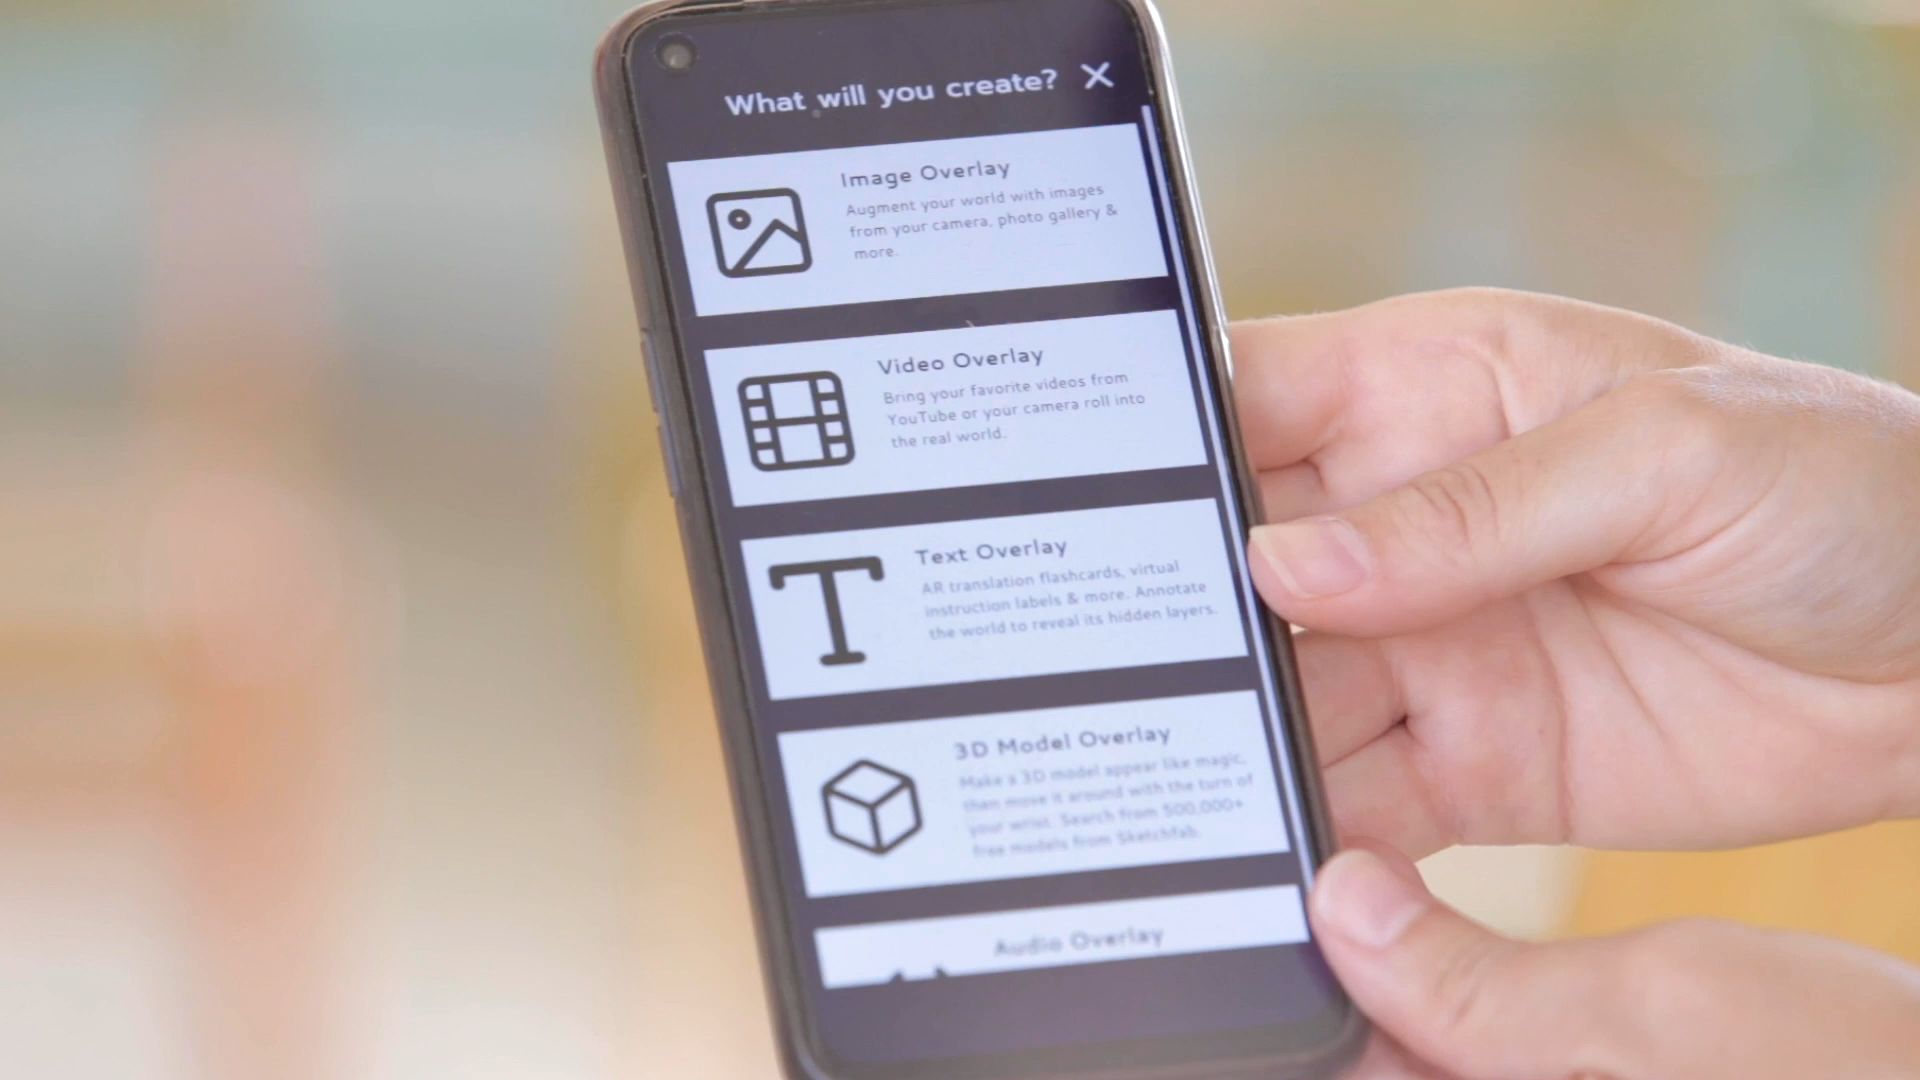 What will you create?
Image Overlay
Augment your world with images
from your camera, photo gallery &
more.
Video Overlay
Bring your favorite videos from
YouTube or your camera roll into
the real world.
Text Overlay
AR translation flashcards, virtual
instruction labels & more. Annotate
the world to reveal its hidden layers.
3D Model Overlay
Make a 3D model appear like magic,
then move it around with the turn of
your wrist. Search from 500,000+
free models from Sketchfab.
Audio Overlay